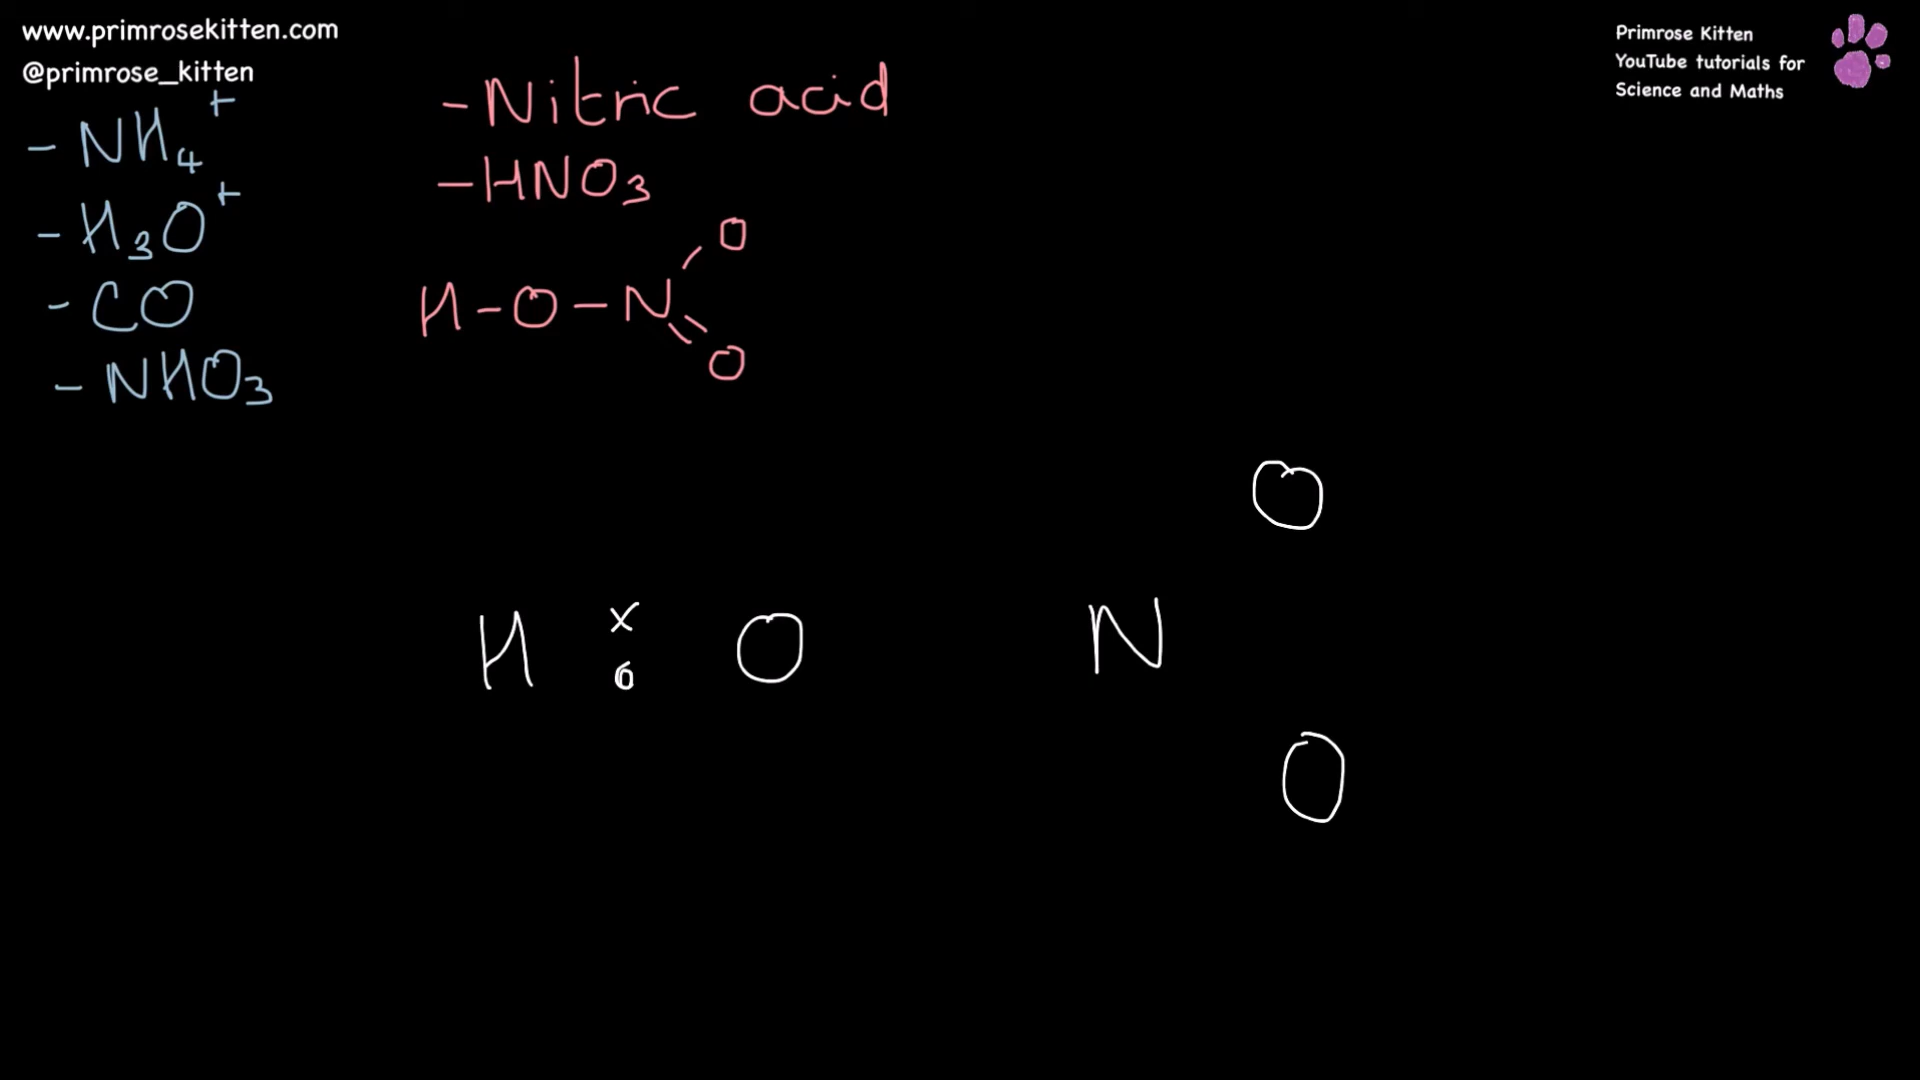 www.primrosekitten.com
@primrose_kitten
Primrose Kitten
YouTube tutorials for
Science and Maths
- NH₄⁺
- H₃O⁺
- CO
- NHO₃
- Nitric acid
- HNO₃
O
H - O - N
O
O
H x o O N
O